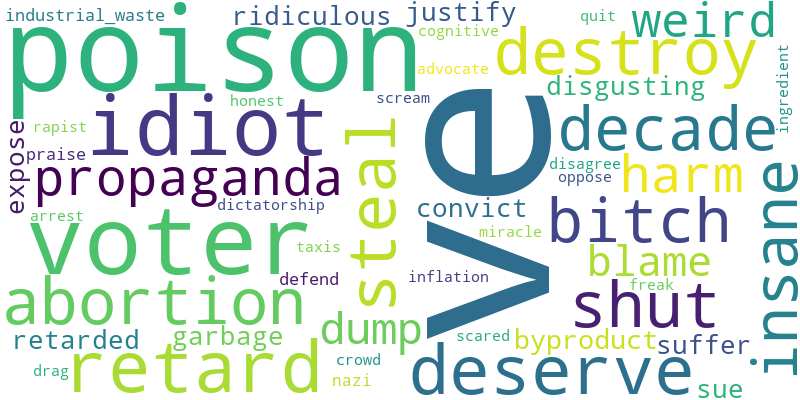 industrial_waste
ridiculous
justify
quit
weird
poison
cognitive
destroy
advocate
disgusting
ingredient
honest
scream
idiot
steal
ve
decade
rapist
expose
praise
propaganda
disagree
oppose
harm
insane
dictatorship
convict
bitch
arrest
voter
miracle
taxis
blame
defend
inflation
freak
abortion
shut
dump
retarded
garbage
scared
byproduct
suffer
retard
drag
crowd
nazi
deserve
sue